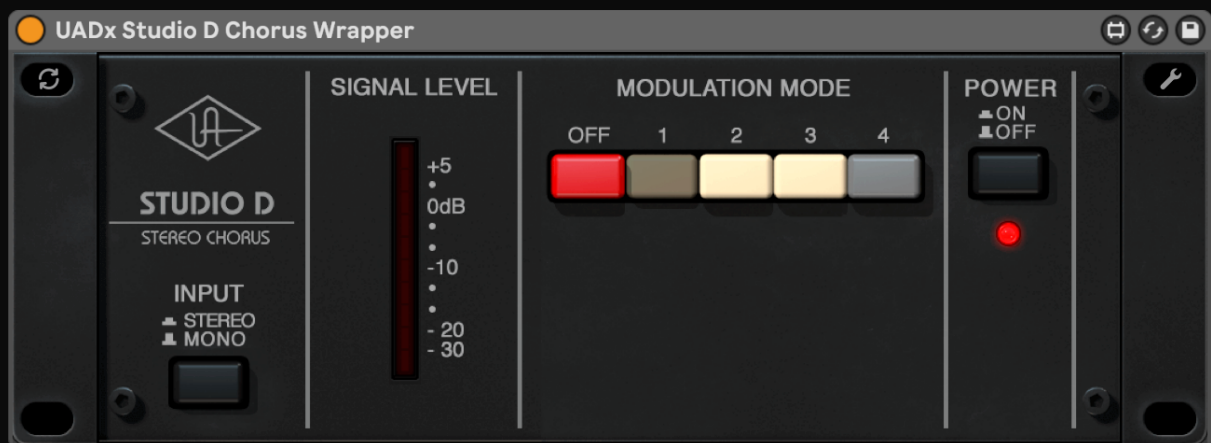 UADx Studio D Chorus Wrapper
UA
STUDIO D
STEREO CHORUS
INPUT
STEREO
MONO
SIGNAL LEVEL
+5
0dB
-10
- 20
- 30
MODULATION MODE
OFF 1 2 3 4
POWER
ON
OFF